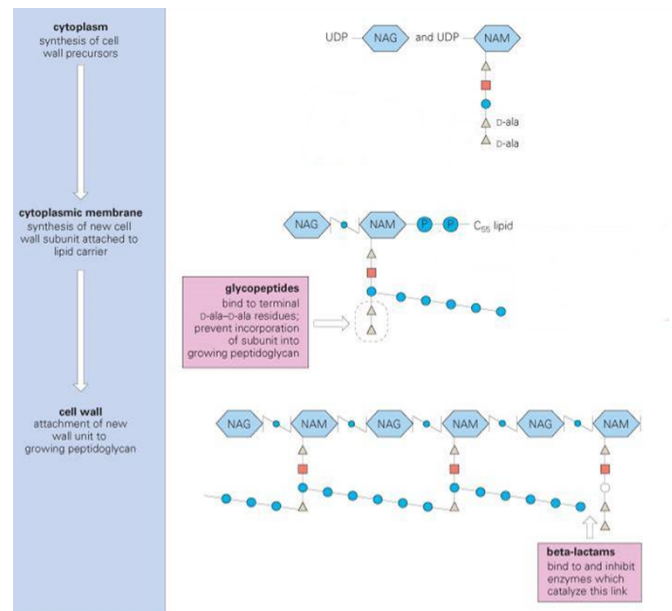 cytoplasm
synthesis of cell
wall precursors
UDP NAG and UDP NAM
D-ala
D-ala
cytoplasmic membrane
synthesis of new cell
wall subunit attached to
lipid carrier
NAG NAM P P C55 lipid
glycopeptides
bind to terminal
D-ala–D-ala residues;
prevent incorporation
of subunit into
growing peptidoglycan
cell wall
attachment of new
wall unit to
growing peptidoglycan
NAG NAM NAG NAM NAG NAM
beta-lactams
bind to and inhibit
enzymes which
catalyze this link